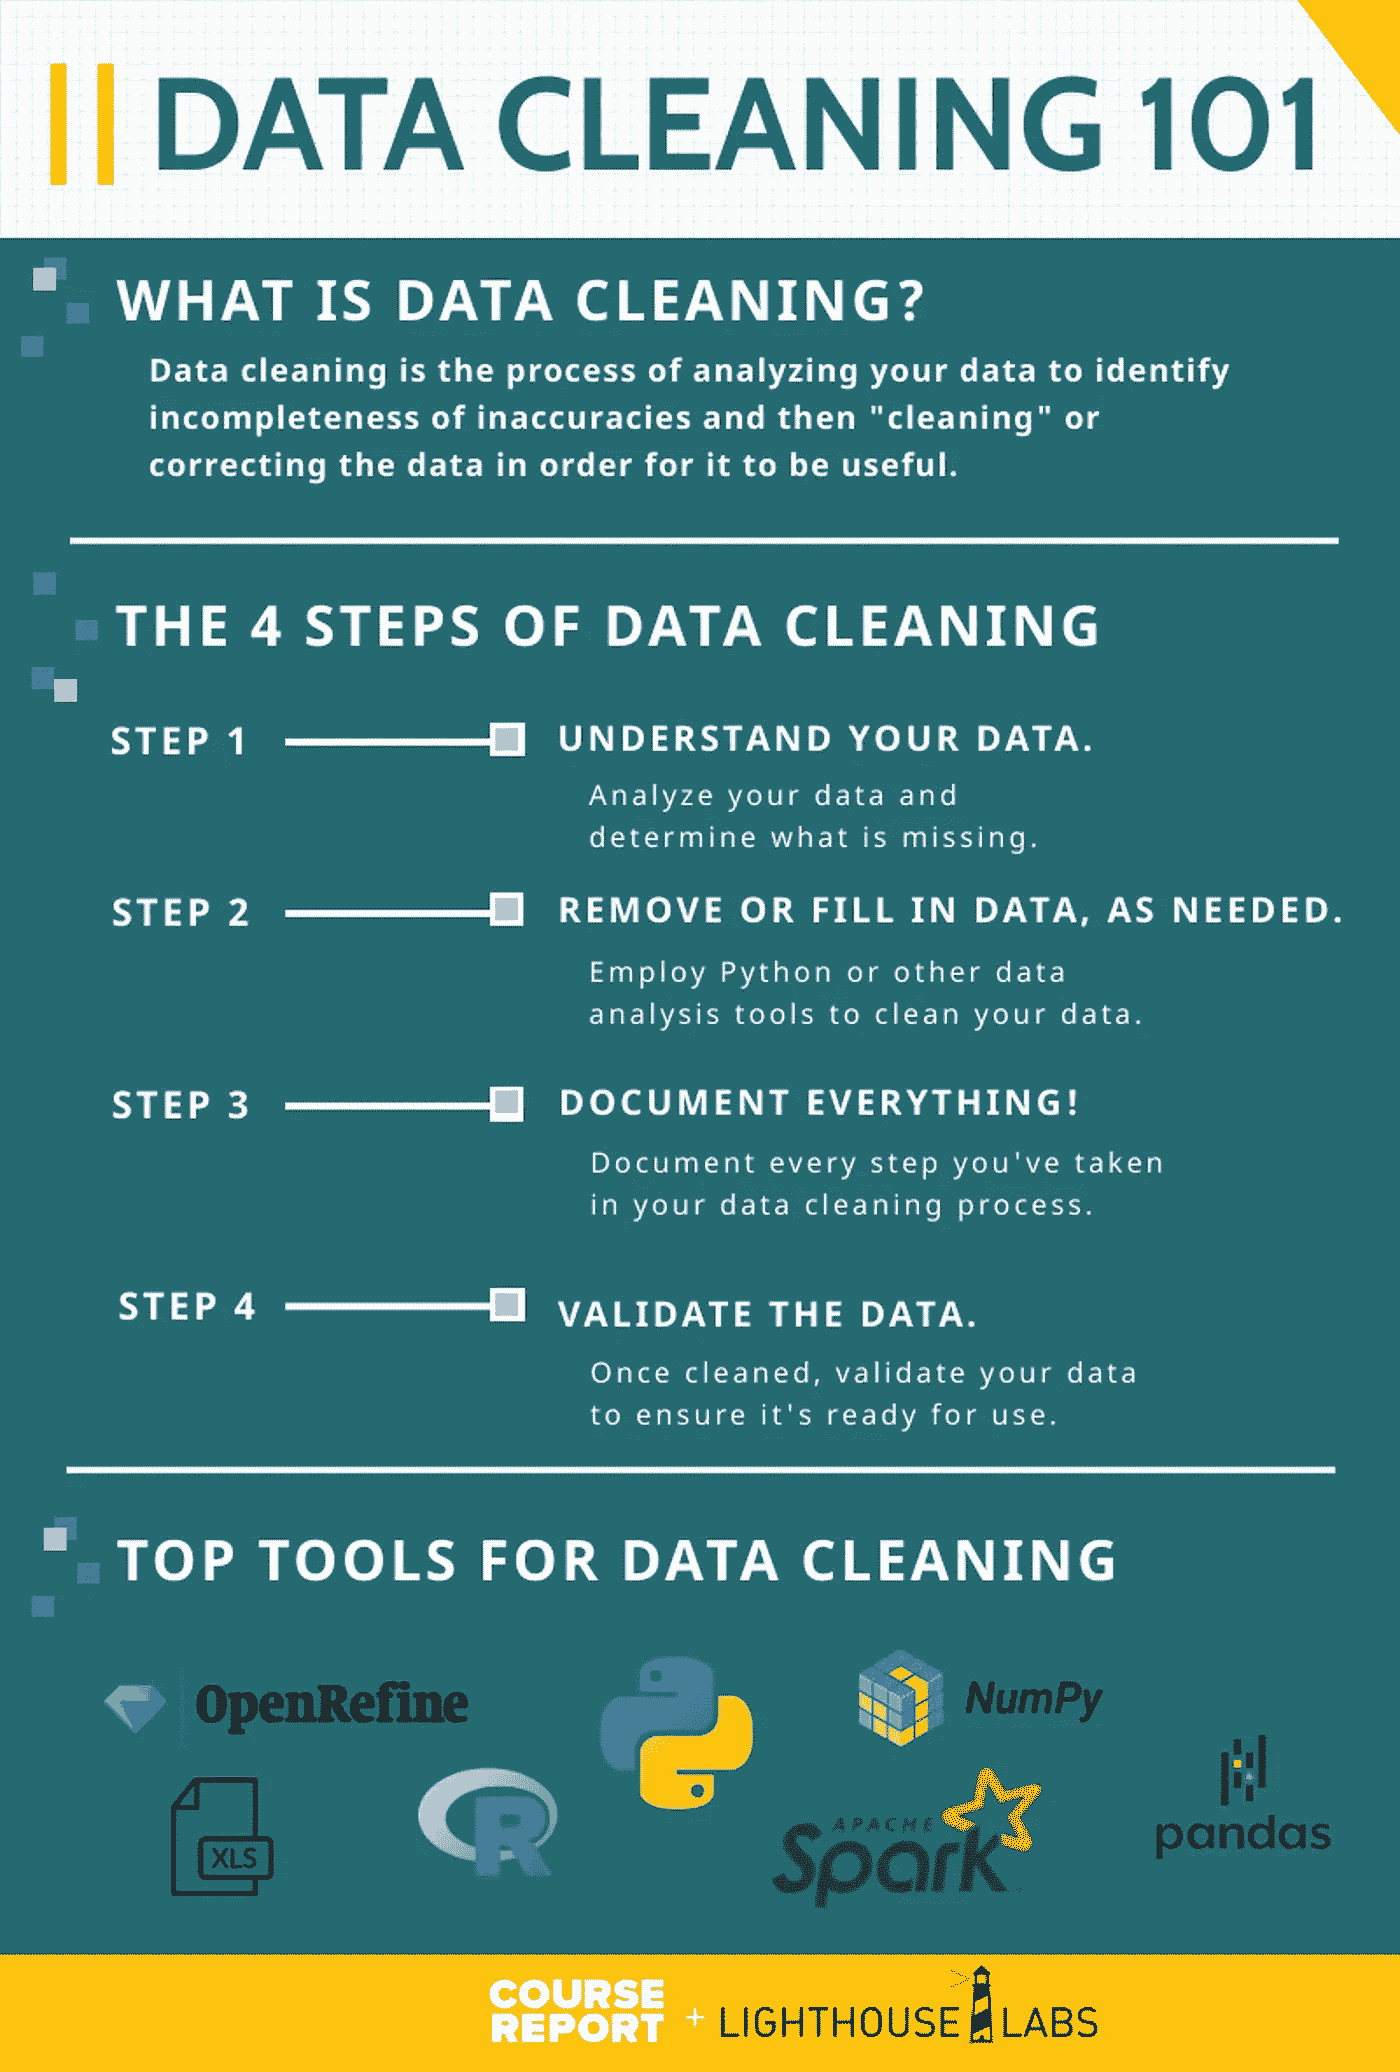 DATA CLEANING 101
WHAT IS DATA CLEANING?
Data cleaning is the process of analyzing your data to identify
incompleteness of inaccuracies and then "cleaning" or
correcting the data in order for it to be useful.
THE 4 STEPS OF DATA CLEANING
STEP 1
UNDERSTAND YOUR DATA.
Analyze your data and
determine what is missing.
STEP 2
REMOVE OR FILL IN DATA, AS NEEDED.
Employ Python or other data
analysis tools to clean your data.
STEP 3
DOCUMENT EVERYTHING!
Document every step you've taken
in your data cleaning process.
STEP 4
VALIDATE THE DATA.
Once cleaned, validate your data
to ensure it's ready for use.
TOP TOOLS FOR DATA CLEANING
OpenRefine
NumPy
XLS
R
APACHE
Spark
pandas
COURSE
REPORT
+
LIGHTHOUSE LABS